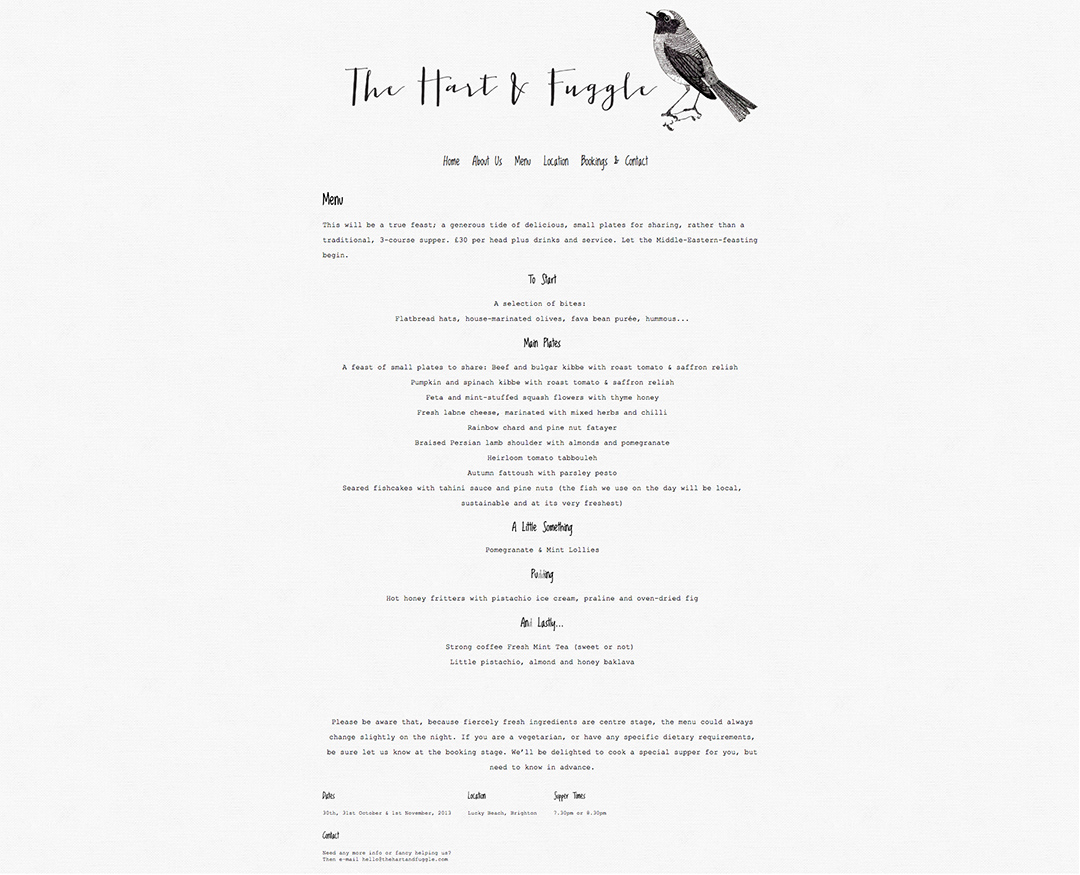 The Hart & Fuggle
Home About Us Menu Location Bookings & Contact
Menu
This will be a true feast; a generous tide of delicious, small plates for sharing, rather than a
traditional, 3-course supper. £30 per head plus drinks and service. Let the Middle-Eastern-feasting
begin.
To Start
A selection of bites:
Flatbread hats, house-marinated olives, fava bean purée, hummous...
Main Plates
A feast of small plates to share: Beef and bulgar kibbe with roast tomato & saffron relish
Pumpkin and spinach kibbe with roast tomato & saffron relish
Feta and mint-stuffed squash flowers with thyme honey
Fresh labne cheese, marinated with mixed herbs and chilli
Rainbow chard and pine nut fatayer
Braised Persian lamb shoulder with almonds and pomegranate
Heirloom tomato tabbouleh
Autumn fattoush with parsley pesto
Seared fishcakes with tahini sauce and pine nuts (the fish we use on the day will be local,
sustainable and at its very freshest)
A Little Something
Pomegranate & Mint Lollies
Pudding
Hot honey fritters with pistachio ice cream, praline and oven-dried fig
And Lastly...
Strong coffee Fresh Mint Tea (sweet or not)
Little pistachio, almond and honey baklava
Please be aware that, because fiercely fresh ingredients are centre stage, the menu could always
change slightly on the night. If you are a vegetarian, or have any specific dietary requirements,
be sure let us know at the booking stage. We'll be delighted to cook a special supper for you, but
need to know in advance.
Dates Location Supper Times
30th, 31st October & 1st November, 2013 Lucky Beach, Brighton 7.30pm or 8.30pm
Contact
Need any more info or fancy helping us?
Then e-mail hello@thehartandfuggle.com